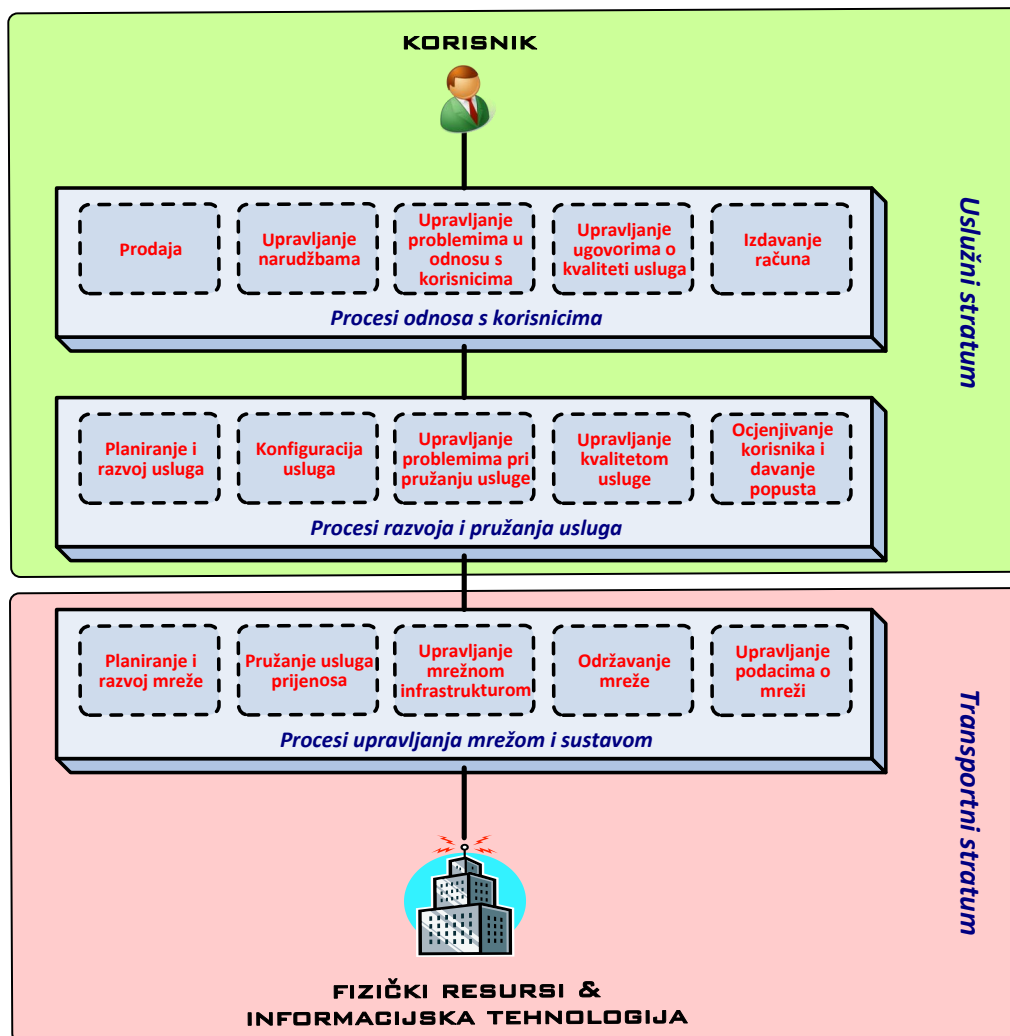 KORISNIK
Prodaja
Upravljanje
narudžbama
Upravljanje
problemima u
odnosu s
korisnicima
Upravljanje
ugovorima o
kvaliteti usluga
Izdavanje
računa
Procesi odnosa s korisnicima
Uslužni stratum
Planiranje i
razvoj usluga
Konfiguracija
usluga
Upravljanje
problemima pri
pružanju usluge
Upravljanje
kvalitetom
usluge
Ocjenjivanje
korisnika i
davanje
popusta
Procesi razvoja i pružanja usluga
Planiranje i
razvoj mreže
Pružanje usluga
prijenosa
Upravljanje
mrežnom
infrastrukturom
Održavanje
mreže
Upravljanje
podacima o
mreži
Procesi upravljanja mrežom i sustavom
Transportni stratum
FIZIČKI RESURSI &
INFORMACIJSKA TEHNOLOGIJA